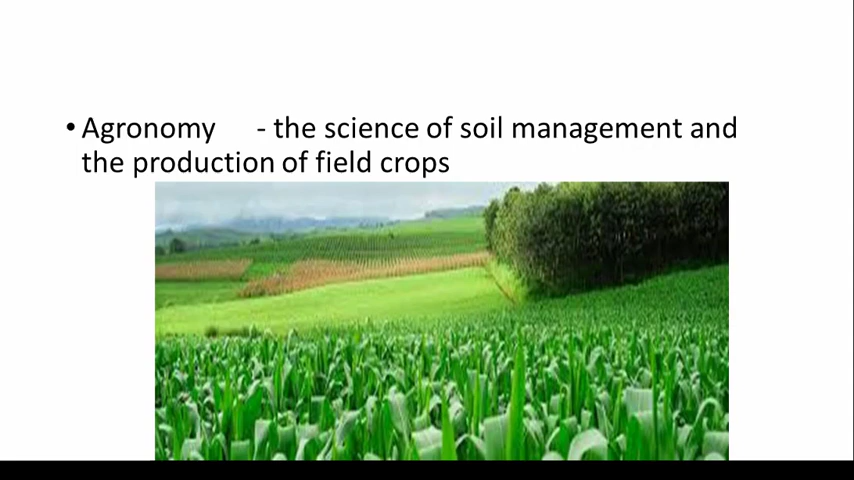 • Agronomy - the science of soil management and
the production of field crops